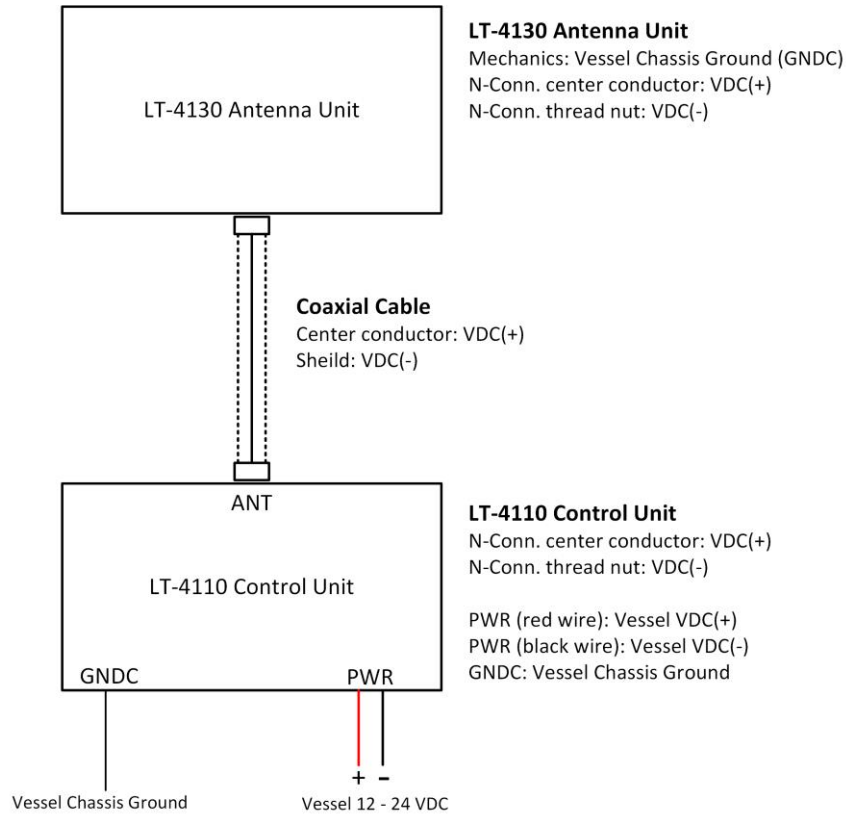 LT-4130 Antenna Unit
LT-4130 Antenna Unit
Mechanics: Vessel Chassis Ground (GNDC)
N-Conn. center conductor: VDC(+)
N-Conn. thread nut: VDC(-)
Coaxial Cable
Center conductor: VDC(+)
Sheild: VDC(-)
ANT
LT-4110 Control Unit
GNDC
PWR
LT-4110 Control Unit
N-Conn. center conductor: VDC(+)
N-Conn. thread nut: VDC(-)
PWR (red wire): Vessel VDC(+)
PWR (black wire): Vessel VDC(-)
GNDC: Vessel Chassis Ground
+ -
Vessel Chassis Ground
Vessel 12 - 24 VDC